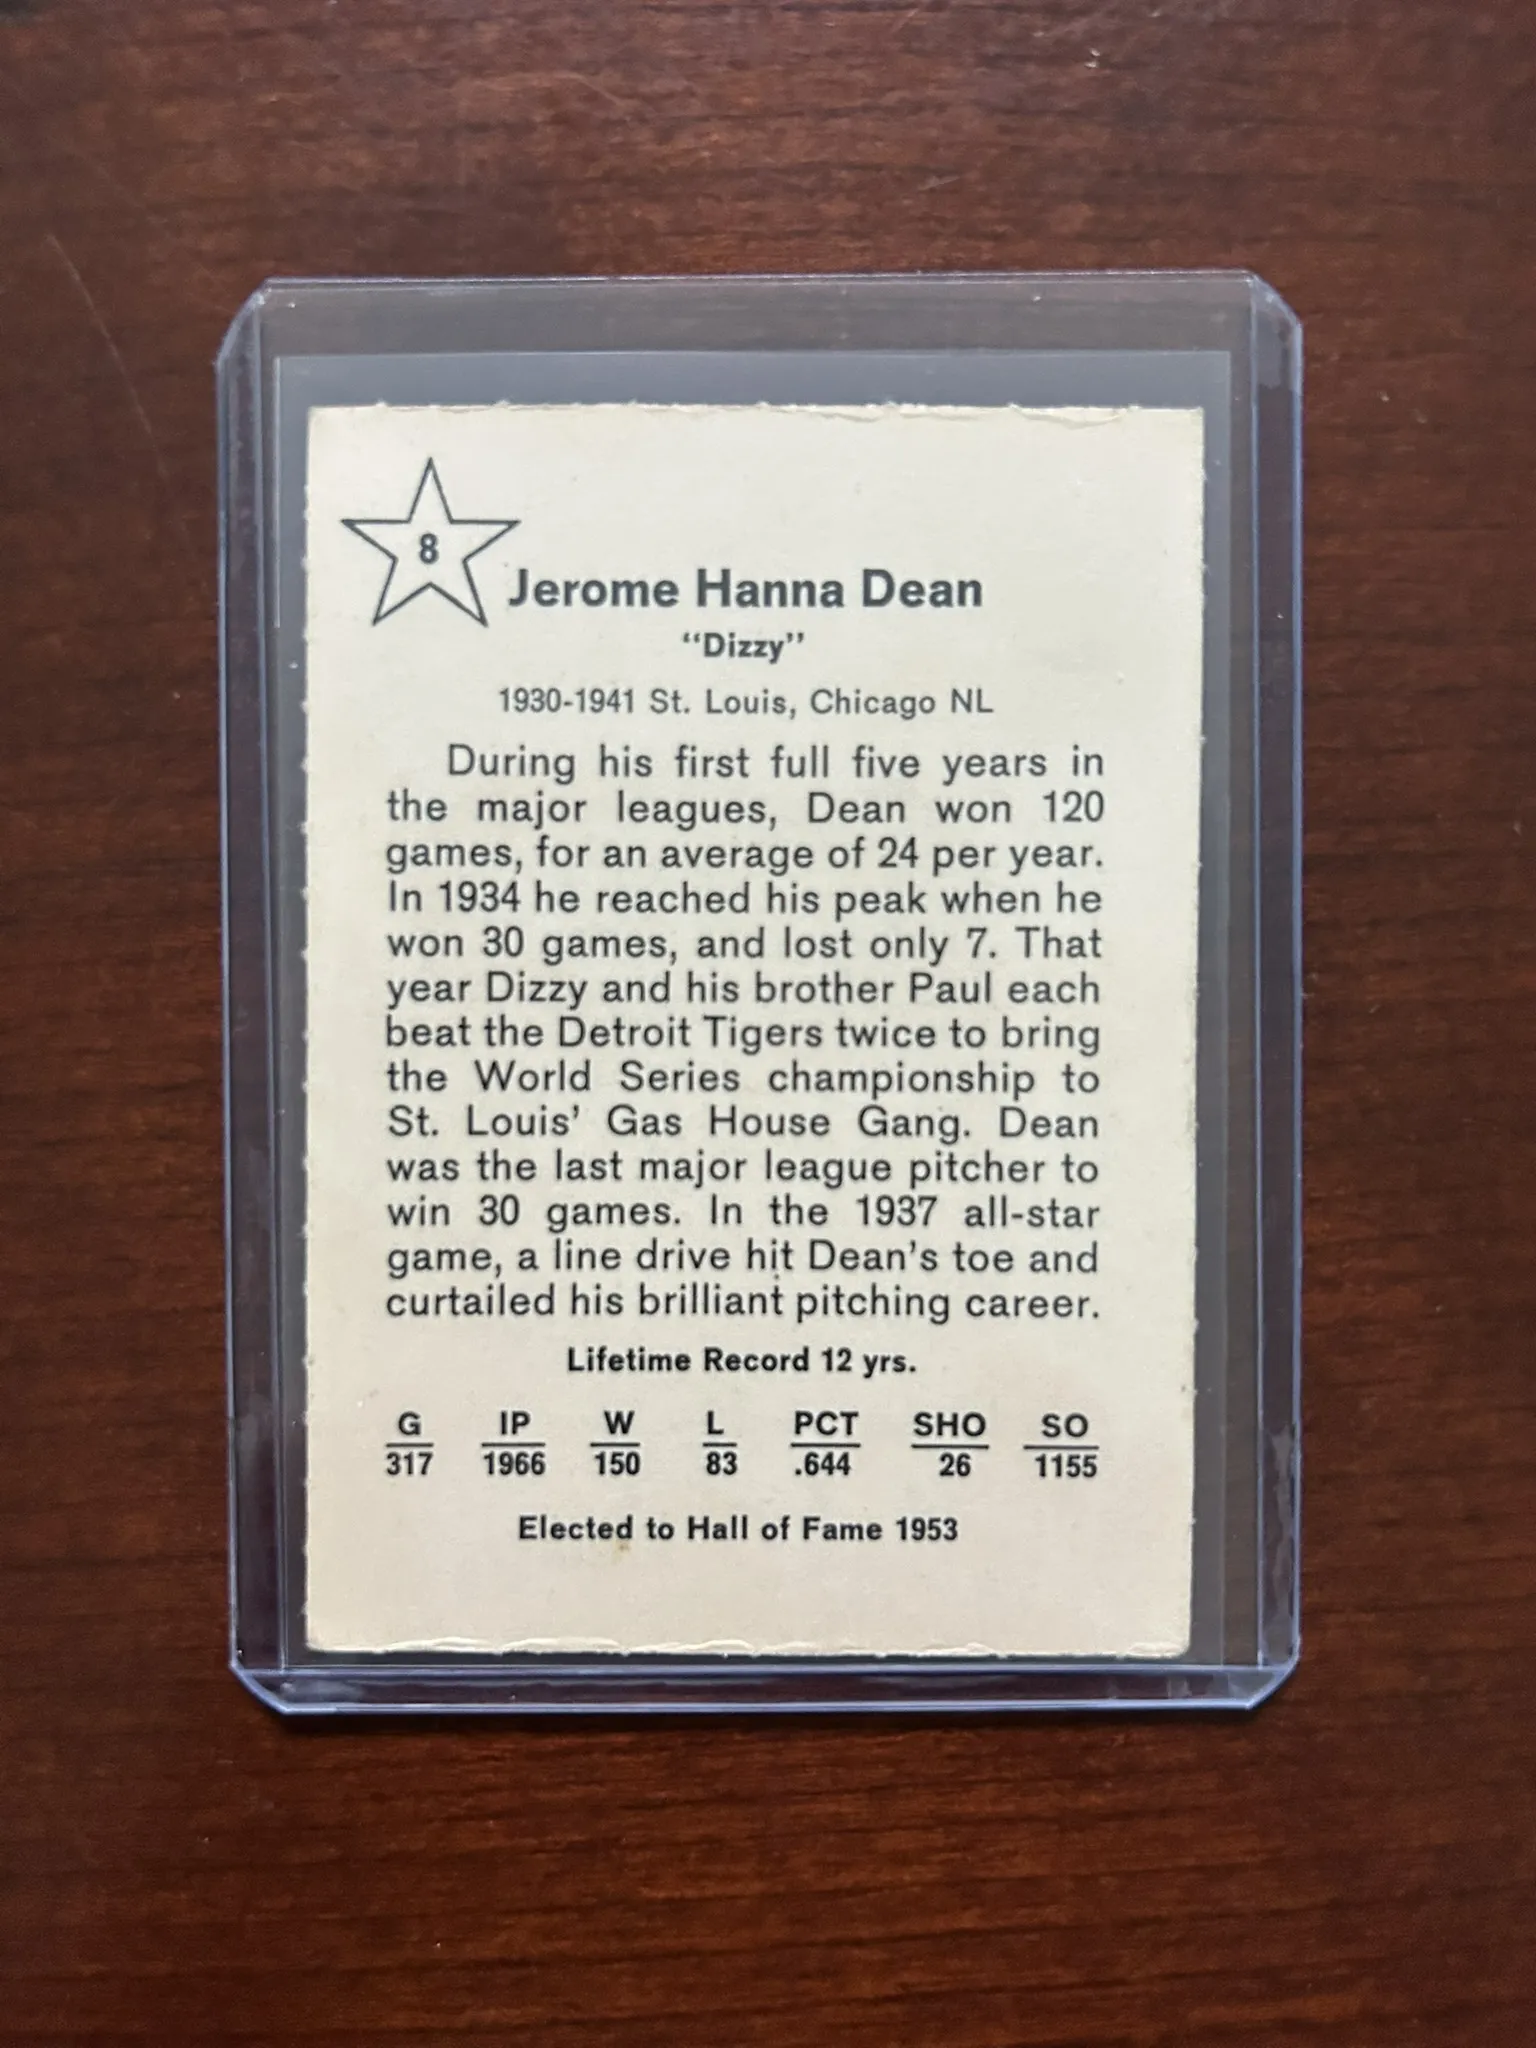 8
Jerome Hanna Dean
“Dizzy”
1930-1941 St. Louis, Chicago NL
During his first full five years in
the major leagues, Dean won 120
games, for an average of 24 per year.
In 1934 he reached his peak when he
won 30 games, and lost only 7. That
year Dizzy and his brother Paul each
beat the Detroit Tigers twice to bring
the World Series championship to
St. Louis’ Gas House Gang. Dean
was the last major league pitcher to
win 30 games. In the 1937 all-star
game, a line drive hit Dean’s toe and
curtailed his brilliant pitching career.
Lifetime Record 12 yrs.
G IP W L PCT SHO SO
317 1966 150 83 .644 26 1155
Elected to Hall of Fame 1953